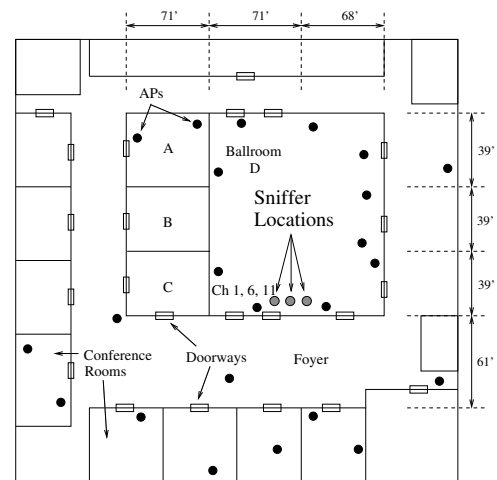 71' 71' 68'
APs
A
Ballroom
D
39'
Sniffer
Locations
B
39'
C
Ch 1, 6, 11
39'
Conference
Rooms
Doorways
Foyer
61'